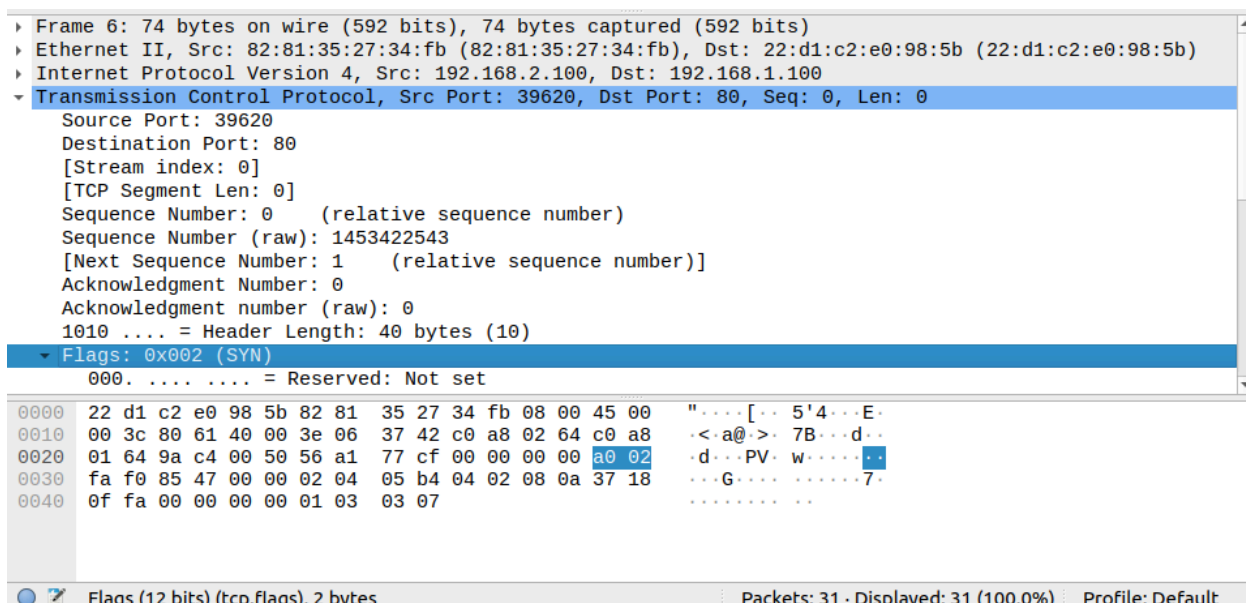 Frame 6: 74 bytes on wire (592 bits), 74 bytes captured (592 bits)
Ethernet II, Src: 82:81:35:27:34:fb (82:81:35:27:34:fb), Dst: 22:d1:c2:e0:98:5b (22:d1:c2:e0:98:5b)
Internet Protocol Version 4, Src: 192.168.2.100, Dst: 192.168.1.100
Transmission Control Protocol, Src Port: 39620, Dst Port: 80, Seq: 0, Len: 0
Source Port: 39620
Destination Port: 80
[Stream index: 0]
[TCP Segment Len: 0]
Sequence Number: 0    (relative sequence number)
Sequence Number (raw): 1453422543
[Next Sequence Number: 1    (relative sequence number)]
Acknowledgment Number: 0
Acknowledgment number (raw): 0
1010 .... = Header Length: 40 bytes (10)
Flags: 0x002 (SYN)
000. .... .... = Reserved: Not set
0000  22 d1 c2 e0 98 5b 82 81  35 27 34 fb 08 00 45 00   "····[·· 5'4···E·
0010  00 3c 80 61 40 00 3e 06  37 42 c0 a8 02 64 c0 a8   ·<·a@·>· 7B···d··
0020  01 64 9a c4 00 50 56 a1  77 cf 00 00 00 00 a0 02   ·d···PV· w·······
0030  fa f0 85 47 00 00 02 04  05 b4 04 02 08 0a 37 18   ···G···· ······7·
0040  0f fa 00 00 00 00 01 03  03 07                     ········ ··
Flags (12 bits) (tcp.flags), 2 bytes    Packets: 31 · Displayed: 31 (100.0%)    Profile: Default